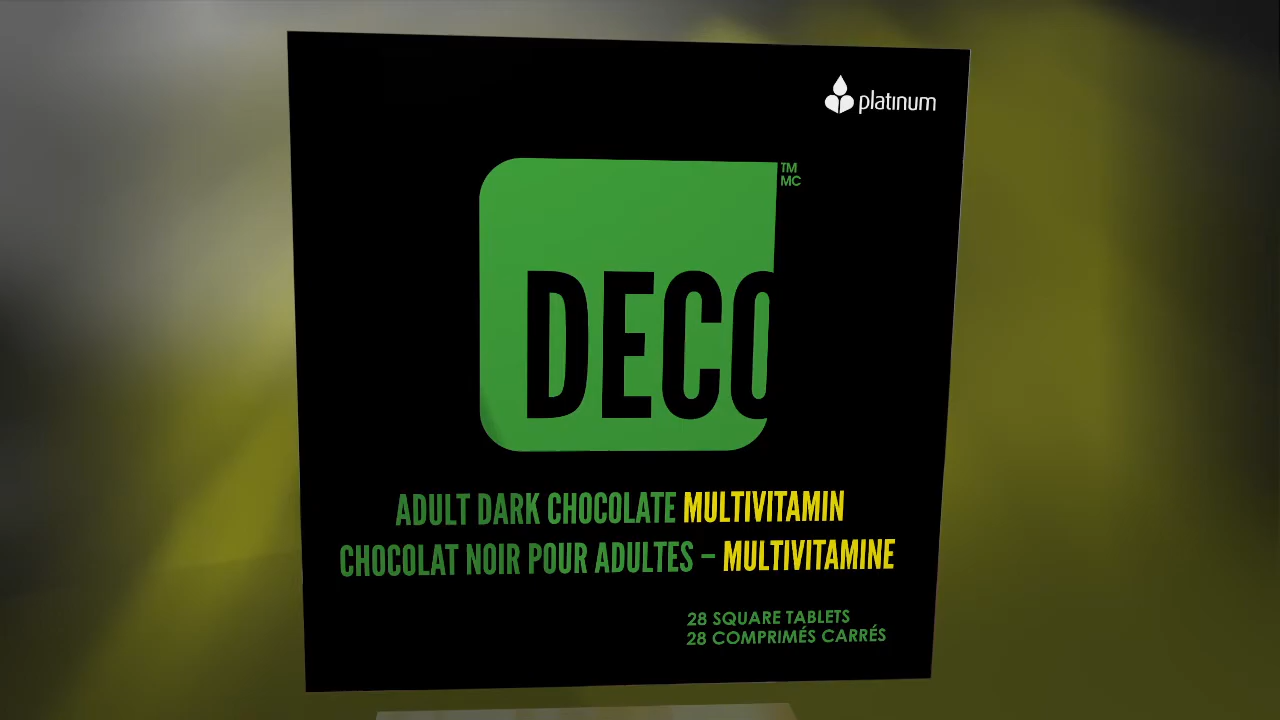 platinum
TM
MC
DECO
ADULT DARK CHOCOLATE MULTIVITAMIN
CHOCOLAT NOIR POUR ADULTES – MULTIVITAMINE
28 SQUARE TABLETS
28 COMPRIMÉS CARRÉS